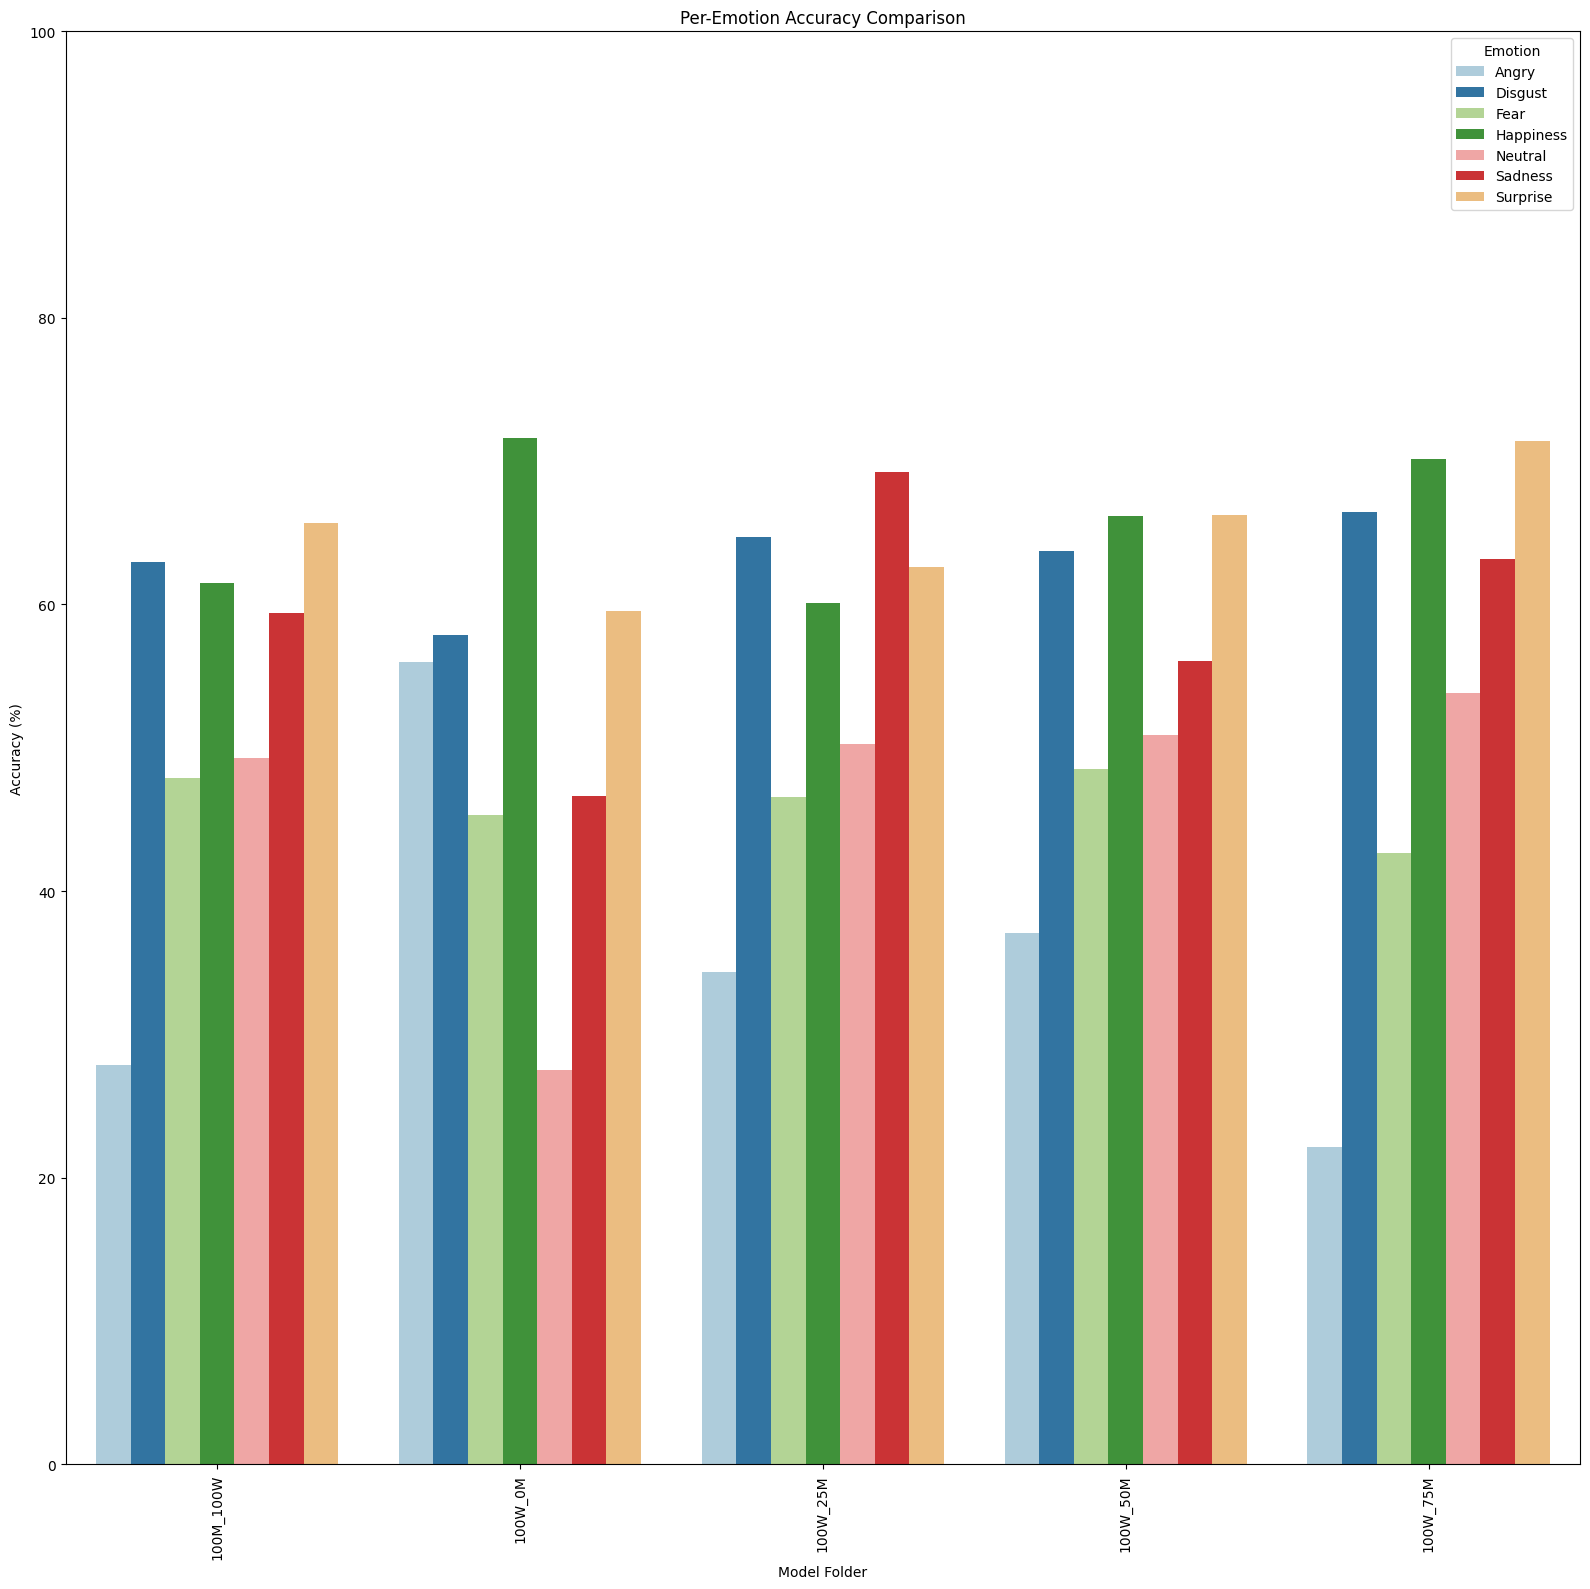 Per-Emotion Accuracy Comparison
Emotion
Angry
Disgust
Fear
Happiness
Neutral
Sadness
Surprise
Accuracy (%)
100
80
60
40
20
0
100M_100W
100W_0M
100W_25M
100W_50M
100W_75M
Model Folder